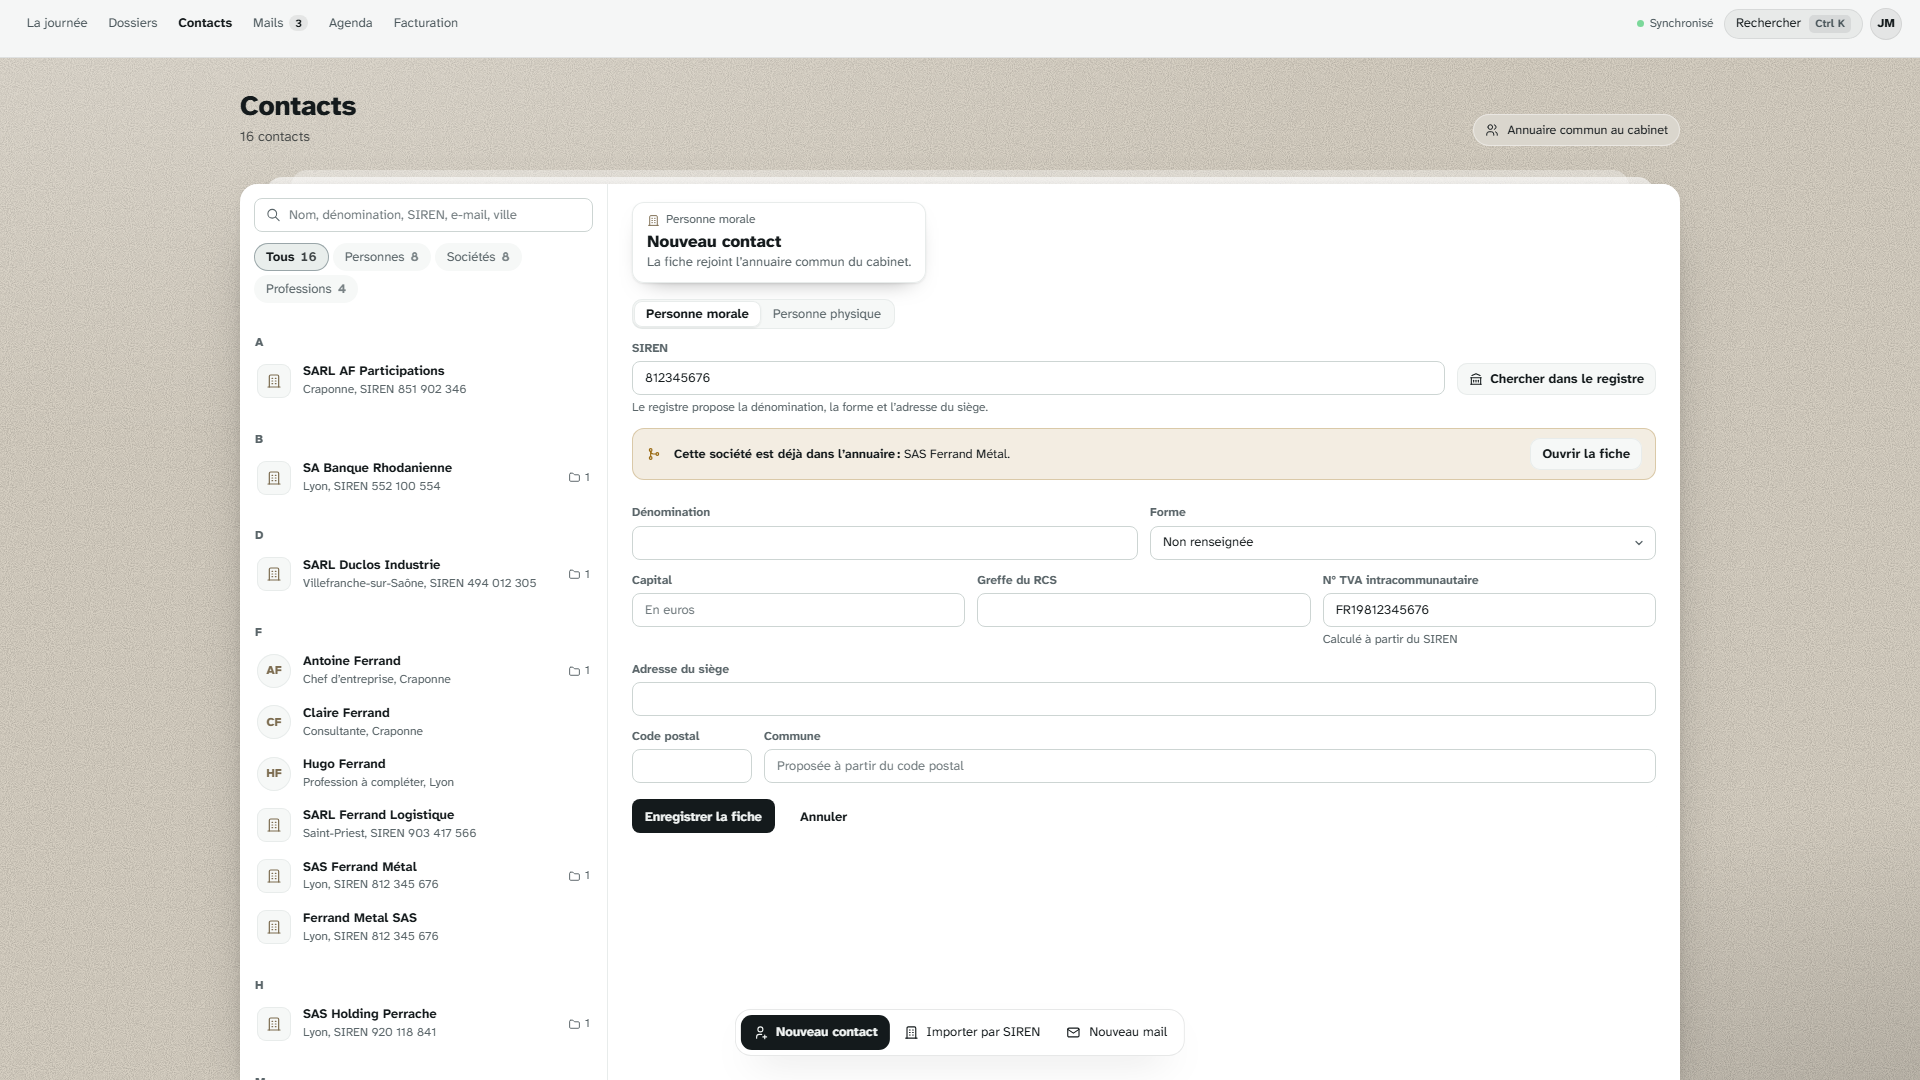 La journée
Dossiers
Contacts
Mails 3
Agenda
Facturation
Synchronisé
Rechercher Ctrl K
JM
Contacts
16 contacts
Annuaire commun au cabinet
Nom, dénomination, SIREN, e-mail, ville
Tous 16
Personnes 8
Sociétés 8
Professions 4
A
SARL AF Participations
Craponne, SIREN 851 902 346
B
SA Banque Rhodanienne
Lyon, SIREN 552 100 554
1
D
SARL Duclos Industrie
Villefranche-sur-Saône, SIREN 494 012 305
1
F
AF
Antoine Ferrand
Chef d'entreprise, Craponne
1
CF
Claire Ferrand
Consultante, Craponne
HF
Hugo Ferrand
Profession à compléter, Lyon
SARL Ferrand Logistique
Saint-Priest, SIREN 903 417 566
SAS Ferrand Métal
Lyon, SIREN 812 345 676
1
Ferrand Metal SAS
Lyon, SIREN 812 345 676
H
SAS Holding Perrache
Lyon, SIREN 920 118 841
1
Personne morale
Nouveau contact
La fiche rejoint l'annuaire commun du cabinet.
Personne morale
Personne physique
SIREN
812345676
Chercher dans le registre
Le registre propose la dénomination, la forme et l'adresse du siège.
Cette société est déjà dans l'annuaire : SAS Ferrand Métal.
Ouvrir la fiche
Dénomination
Forme
Non renseignée
Capital
Greffe du RCS
N° TVA intracommunautaire
En euros
FR19812345676
Calculé à partir du SIREN
Adresse du siège
Code postal
Commune
Proposée à partir du code postal
Enregistrer la fiche
Annuler
Nouveau contact
Importer par SIREN
Nouveau mail